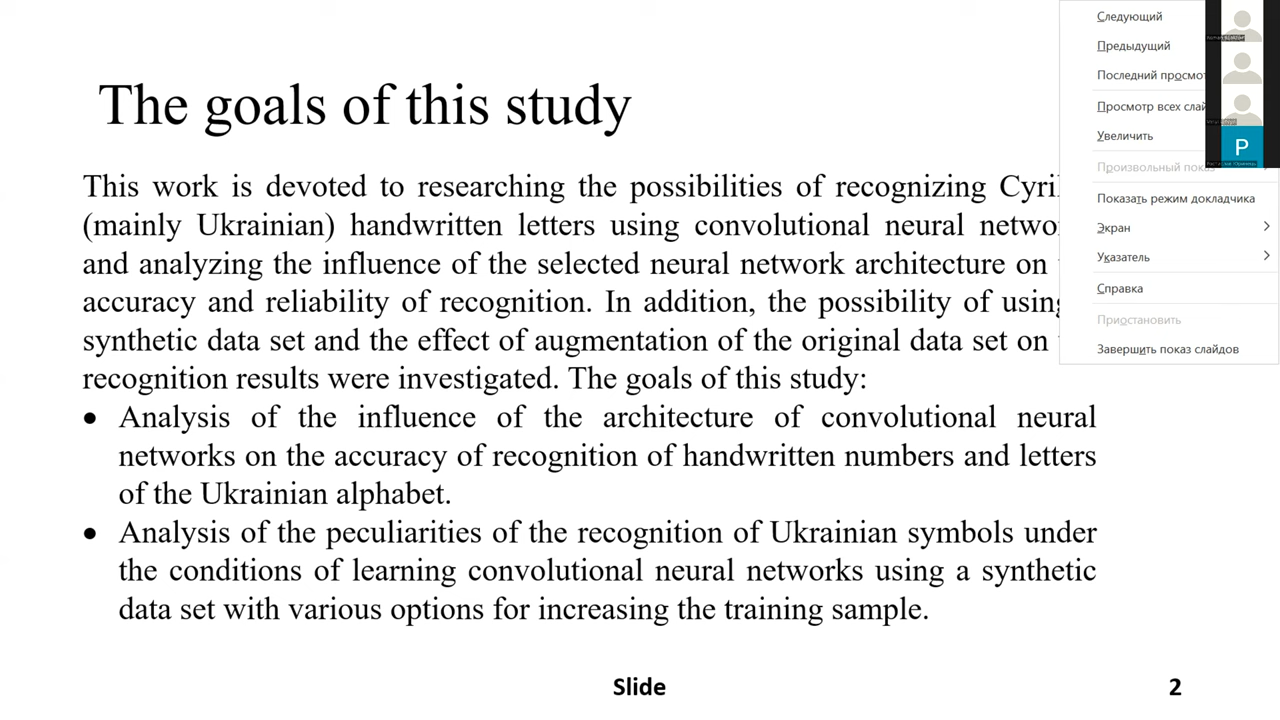 The goals of this study
This work is devoted to researching the possibilities of recognizing
(mainly Ukrainian) handwritten letters using convolutional neural
and analyzing the influence of the selected neural network architecture on
accuracy and reliability of recognition. In addition, the possibility of using
synthetic data set and the effect of augmentation of the original data set on
recognition results were investigated. The goals of this study:
• Analysis of the influence of the architecture of convolutional neural
networks on the accuracy of recognition of handwritten numbers and letters
of the Ukrainian alphabet.
• Analysis of the peculiarities of the recognition of Ukrainian symbols under
the conditions of learning convolutional neural networks using a synthetic
data set with various options for increasing the training sample.
Slide
2
Следующий
Предыдущий
Последний
Просмотр всех
Увеличить
Произвольный показ
Показать режим докладчика
Экран
Указатель
Справка
Приостановить
Завершить показ слайдов
P